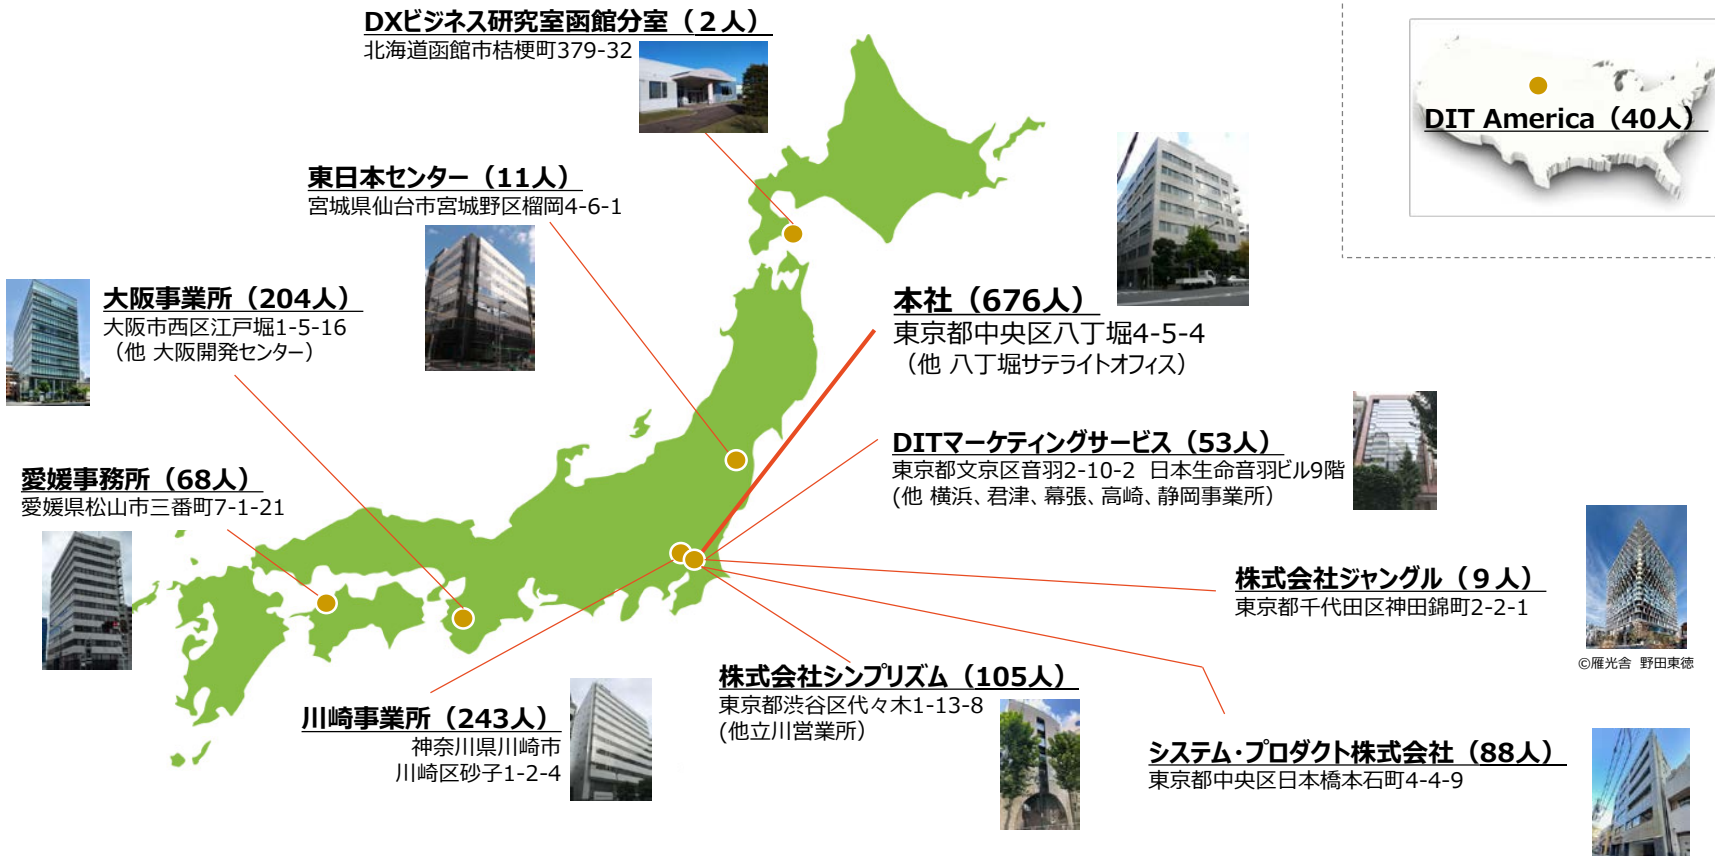 DXビジネス研究室函館分室（２人）
北海道函館市桔梗町379-32
DIT America（40人）
東日本センター（11人）
宮城県仙台市宮城野区榴岡4-6-1
大阪事業所（204人）
大阪市西区江戸堀1-5-16
（他 大阪開発センター）
本社（676人）
東京都中央区八丁堀4-5-4
（他 八丁堀サテライトオフィス）
DITマーケティングサービス（53人）
東京都文京区音羽2-10-2 日本生命音羽ビル9階
(他 横浜、君津、幕張、高崎、静岡事業所）
愛媛事務所（68人）
愛媛県松山市三番町7-1-21
株式会社ジャングル（９人）
東京都千代田区神田錦町2-2-1
©雁光舎 野田東徳
株式会社シンプリズム（105人）
東京都渋谷区代々木1-13-8
(他立川営業所）
川崎事業所（243人）
神奈川県川崎市
川崎区砂子1-2-4
システム・プロダクト株式会社（88人）
東京都中央区日本橋本石町4-4-9